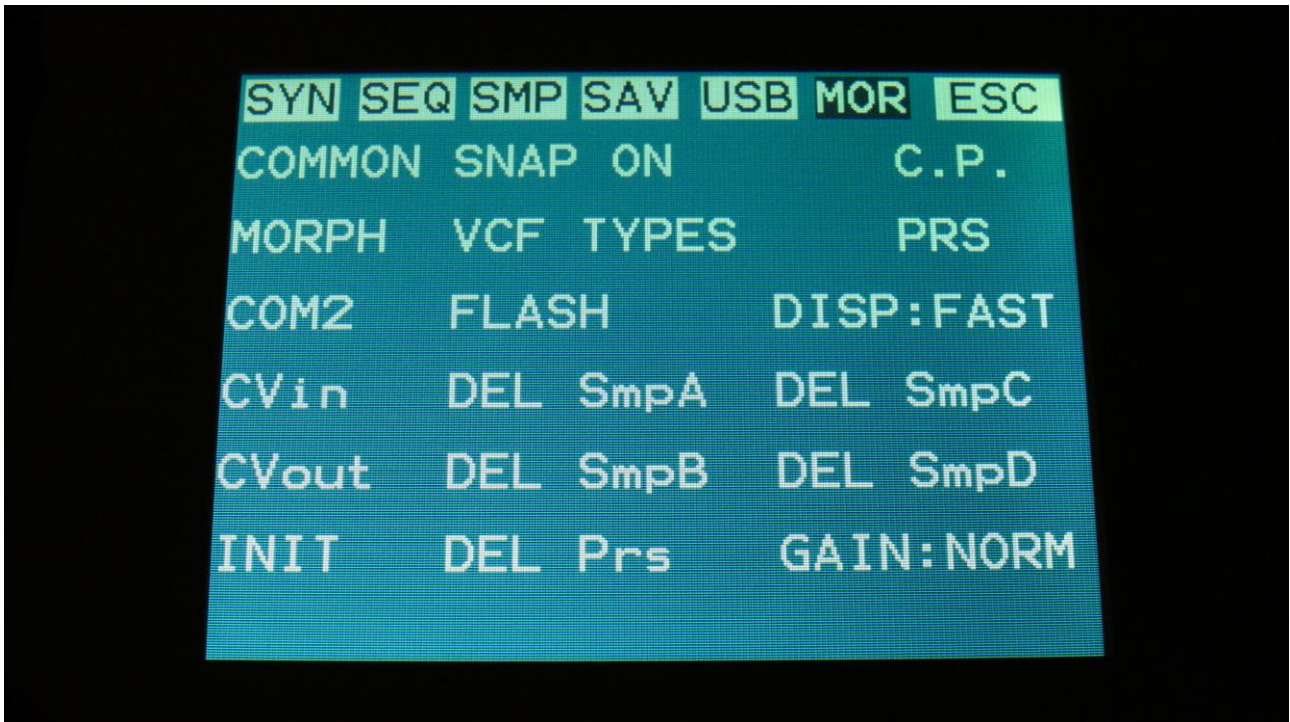 SYN SEQ SMP SAV USB MOR ESC
COMMON SNAP ON C.P.
MORPH VCF TYPES PRS
COM2 FLASH DISP:FAST
CVin DEL SmpA DEL SmpC
CVout DEL SmpB DEL SmpD
INIT DEL Prs GAIN:NORM